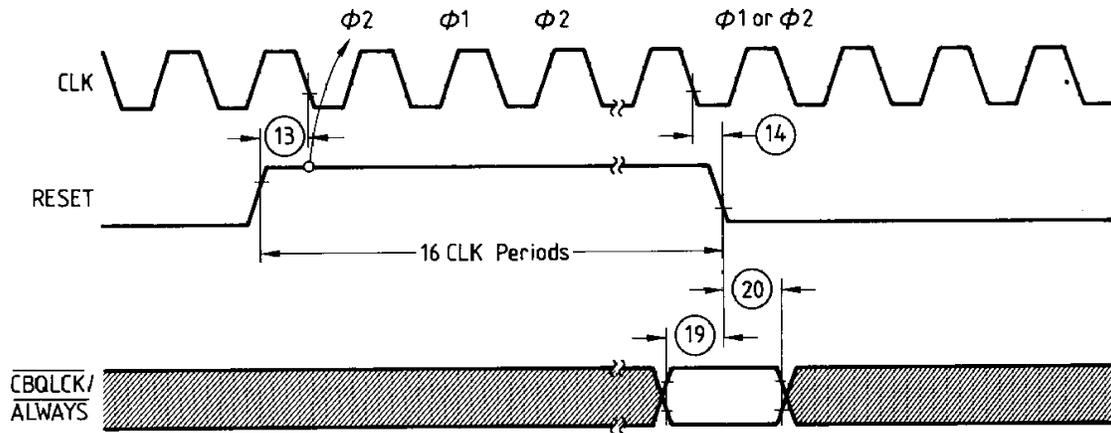 ϕ2 ϕ1 ϕ2 ϕ1 or ϕ2
CLK
13 14
RESET
16 CLK Periods
20
19
CBQLCK/
ALWAYS